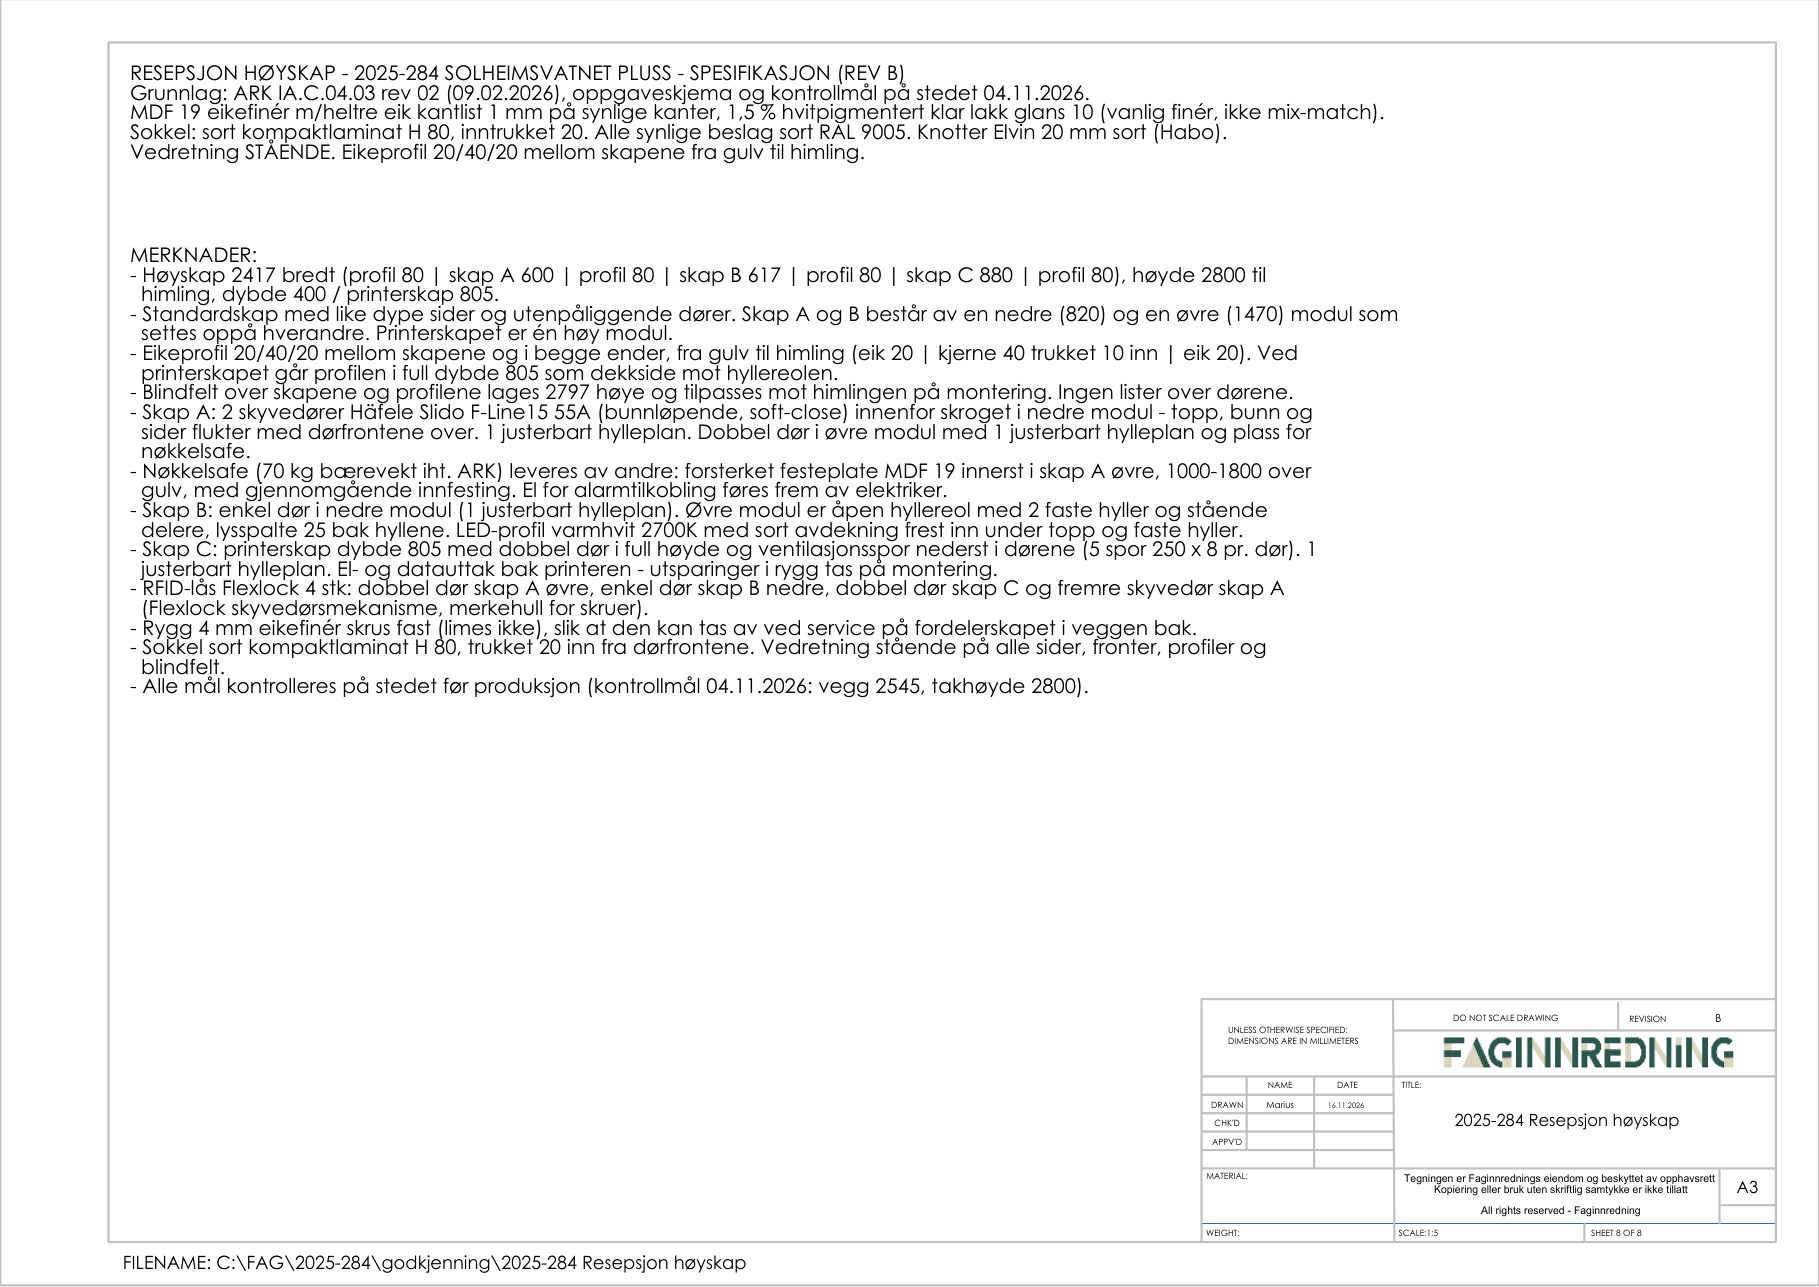 RESEPSJON HØYSKAP - 2025-284 SOLHEIMSVATNET PLUSS - SPESIFIKASJON (REV B)
Grunnlag: ARK IA.C.04.03 rev 02 (09.02.2026), oppgaveskjema og kontrollmål på stedet 04.11.2026.
MDF 19 eikefinér m/heltre eik kantlist 1 mm på synlige kanter, 1,5 % hvitpigmentert klar lakk glans 10 (vanlig finér, ikke mix-match).
Sokkel: sort kompaktlaminat H 80, inntrukket 20. Alle synlige beslag sort RAL 9005. Knotter Elvin 20 mm sort (Habo).
Vedretning STÅENDE. Eikeprofil 20/40/20 mellom skapene fra gulv til himling.
MERKNADER:
- Høyskap 2417 bredt (profil 80 | skap A 600 | profil 80 | skap B 617 | profil 80 | skap C 880 | profil 80), høyde 2800 til
himling, dybde 400 / printerskap 805.
- Standardskap med like dype sider og utenpåliggende dører. Skap A og B består av en nedre (820) og en øvre (1470) modul som
settes oppå hverandre. Printerskapet er én høy modul.
- Eikeprofil 20/40/20 mellom skapene og i begge ender, fra gulv til himling (eik 20 | kjerne 40 trukket 10 inn | eik 20). Ved
printerskapet går profilen i full dybde 805 som dekkside mot hyllereolen.
- Blindfelt over skapene og profilene lages 2797 høye og tilpasses mot himlingen på montering. Ingen lister over dørene.
- Skap A: 2 skyvedører Häfele Slido F-Line15 55A (bunnløpende, soft-close) innenfor skroget i nedre modul - topp, bunn og
sider flukter med dørfrontene over. 1 justerbart hylleplan. Dobbel dør i øvre modul med 1 justerbart hylleplan og plass for
nøkkelsafe.
- Nøkkelsafe (70 kg bærevekt iht. ARK) leveres av andre: forsterket festeplate MDF 19 innerst i skap A øvre, 1000-1800 over
gulv, med gjennomgående innfesting. El for alarmtilkobling føres frem av elektriker.
- Skap B: enkel dør i nedre modul (1 justerbart hylleplan). Øvre modul er åpen hyllereol med 2 faste hyller og stående
delere, lysspalte 25 bak hyllene. LED-profil varmhvit 2700K med sort avdekning frest inn under topp og faste hyller.
- Skap C: printerskap dybde 805 med dobbel dør i full høyde og ventilasjonsspor nederst i dørene (5 spor 250 x 8 pr. dør). 1
justerbart hylleplan. El- og datauttak bak printeren - utsparinger i rygg tas på montering.
- RFID-lås Flexlock 4 stk: dobbel dør skap A øvre, enkel dør skap B nedre, dobbel dør skap C og fremre skyvedør skap A
(Flexlock skyvedørsmekanisme, merkehull for skruer).
- Rygg 4 mm eikefinér skrus fast (limes ikke), slik at den kan tas av ved service på fordelerskapet i veggen bak.
- Sokkel sort kompaktlaminat H 80, trukket 20 inn fra dørfrontene. Vedretning stående på alle sider, fronter, profiler og
blindfelt.
- Alle mål kontrolleres på stedet før produksjon (kontrollmål 04.11.2026: vegg 2545, takhøyde 2800).
UNLESS OTHERWISE SPECIFIED:
DIMENSIONS ARE IN MILLIMETERS
DO NOT SCALE DRAWING
REVISION B
FAGINNREDNING
NAME DATE
DRAWN Marius 16.11.2026
CHK'D
APPV'D
TITLE:
2025-284 Resepsjon høyskap
MATERIAL:
Tegningen er Faginnrednings eiendom og beskyttet av opphavsrett
Kopiering eller bruk uten skriftlig samtykke er ikke tillatt
All rights reserved - Faginnredning
A3
WEIGHT:
SCALE:1:5
SHEET 8 OF 8
FILENAME: C:\FAG\2025-284\godkjenning\2025-284 Resepsjon høyskap